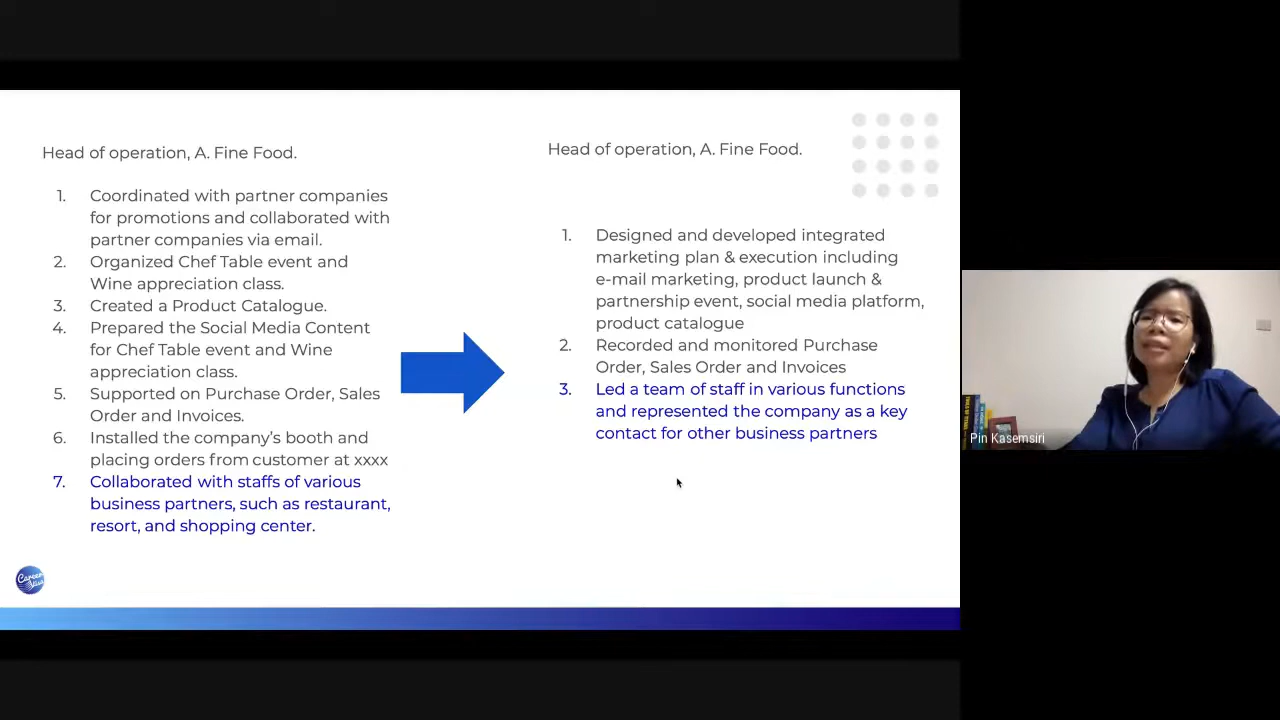 Head of operation, A. Fine Food.
1. Coordinated with partner companies
for promotions and collaborated with
partner companies via email.
2. Organized Chef Table event and
Wine appreciation class.
3. Created a Product Catalogue.
4. Prepared the Social Media Content
for Chef Table event and Wine
appreciation class.
5. Supported on Purchase Order, Sales
Order and Invoices.
6. Installed the company's booth and
placing orders from customer at xxxx
7. Collaborated with staffs of various
business partners, such as restaurant,
resort, and shopping center.
Head of operation, A. Fine Food.
1. Designed and developed integrated
marketing plan & execution including
e-mail marketing, product launch &
partnership event, social media platform,
product catalogue
2. Recorded and monitored Purchase
Order, Sales Order and Invoices
3. Led a team of staff in various functions
and represented the company as a key
contact for other business partners
Career
Pin Kasemsiri